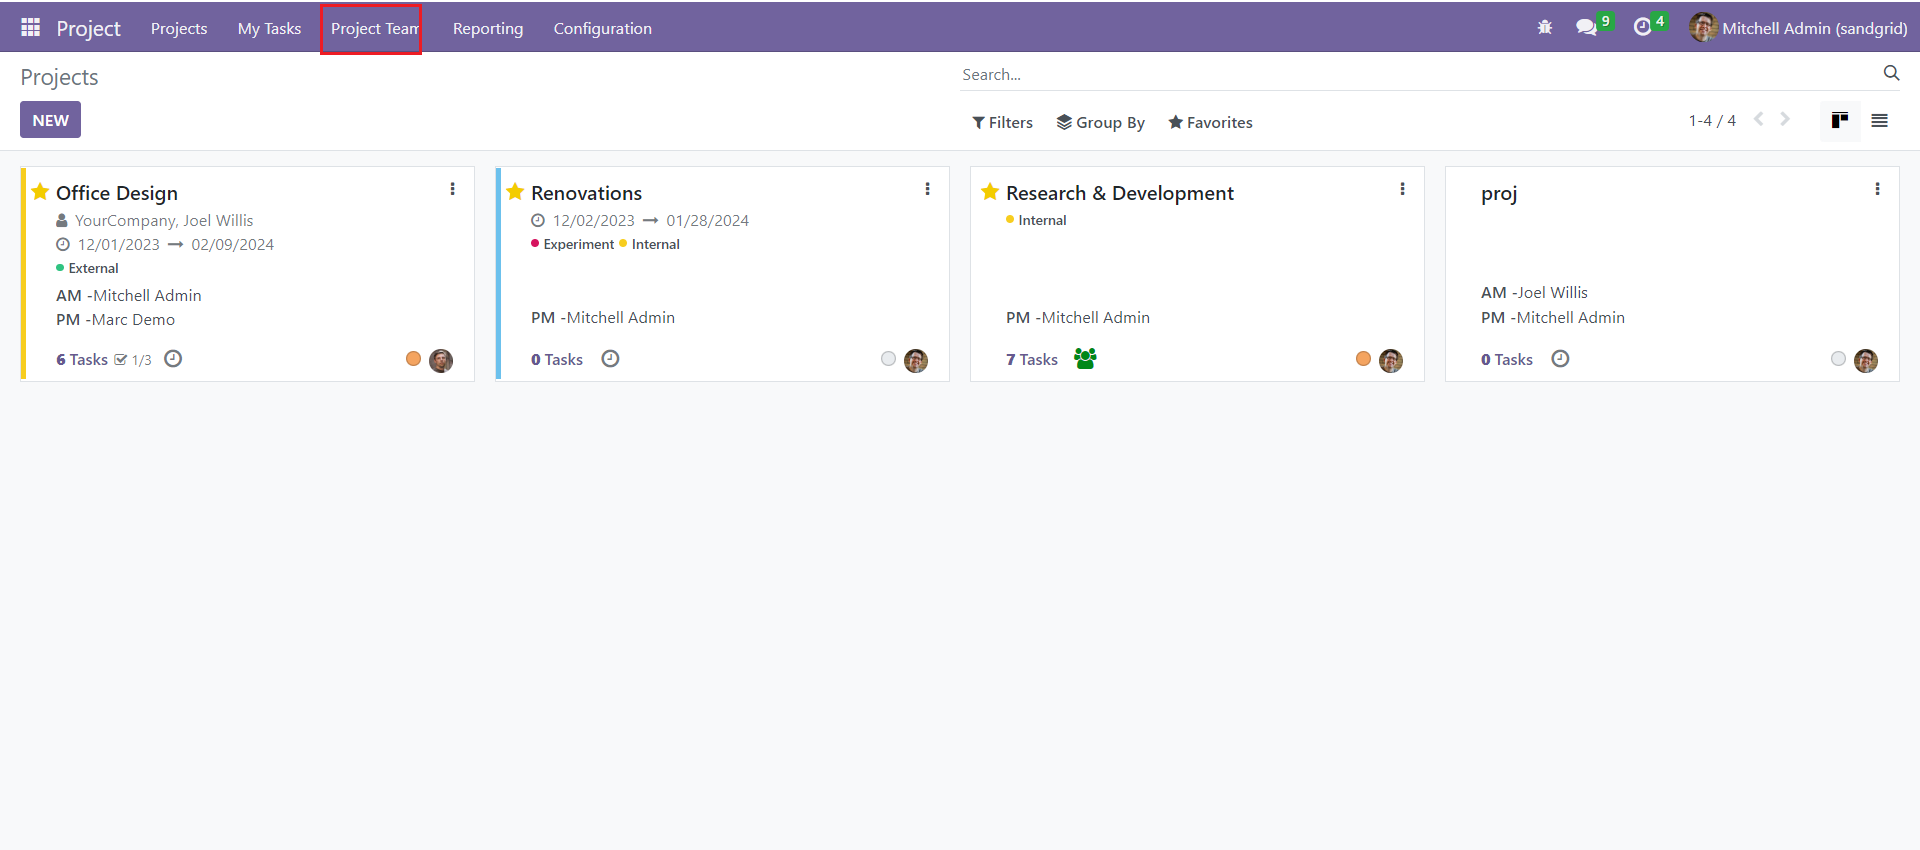 Project Projects My Tasks Project Team Reporting Configuration 9 4 Mitchell Admin (sandgrid)
Projects
Search...
NEW
Filters Group By Favorites
1-4 / 4
Office Design
YourCompany, Joel Willis
12/01/2023 → 02/09/2024
External
AM -Mitchell Admin
PM -Marc Demo
6 Tasks 1/3
Renovations
12/02/2023 → 01/28/2024
Experiment Internal
PM -Mitchell Admin
0 Tasks
Research & Development
Internal
PM -Mitchell Admin
7 Tasks
proj
AM -Joel Willis
PM -Mitchell Admin
0 Tasks